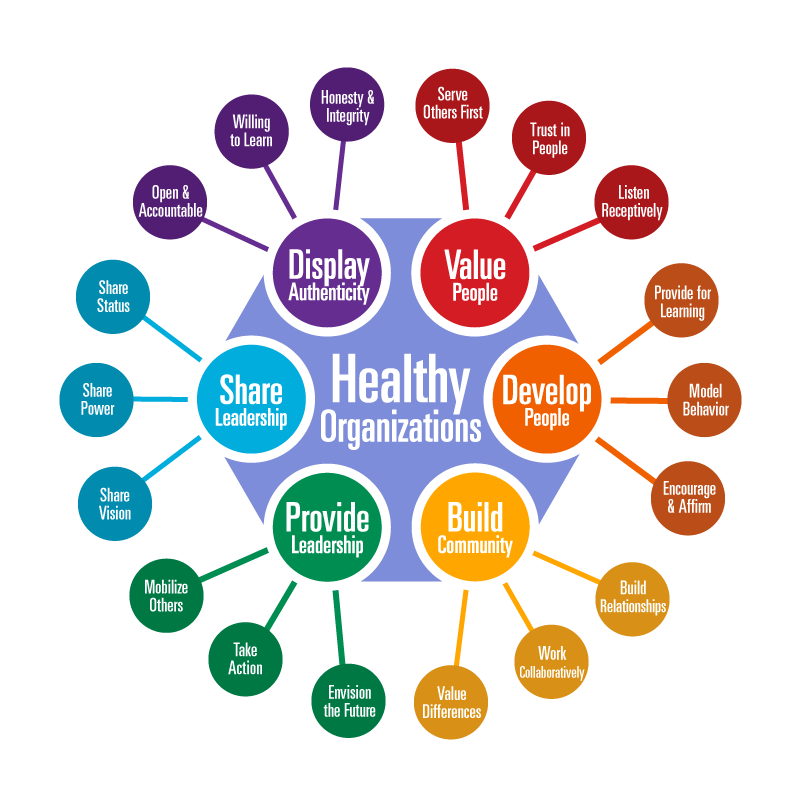 Healthy
Organizations
Display
Authenticity
Honesty &
Integrity
Willing
to Learn
Open &
Accountable
Value
People
Serve
Others First
Trust in
People
Listen
Receptively
Develop
People
Provide for
Learning
Model
Behavior
Encourage
& Affirm
Build
Community
Build
Relationships
Work
Collaboratively
Value
Differences
Provide
Leadership
Envision
the Future
Take
Action
Mobilize
Others
Share
Leadership
Share
Vision
Share
Power
Share
Status